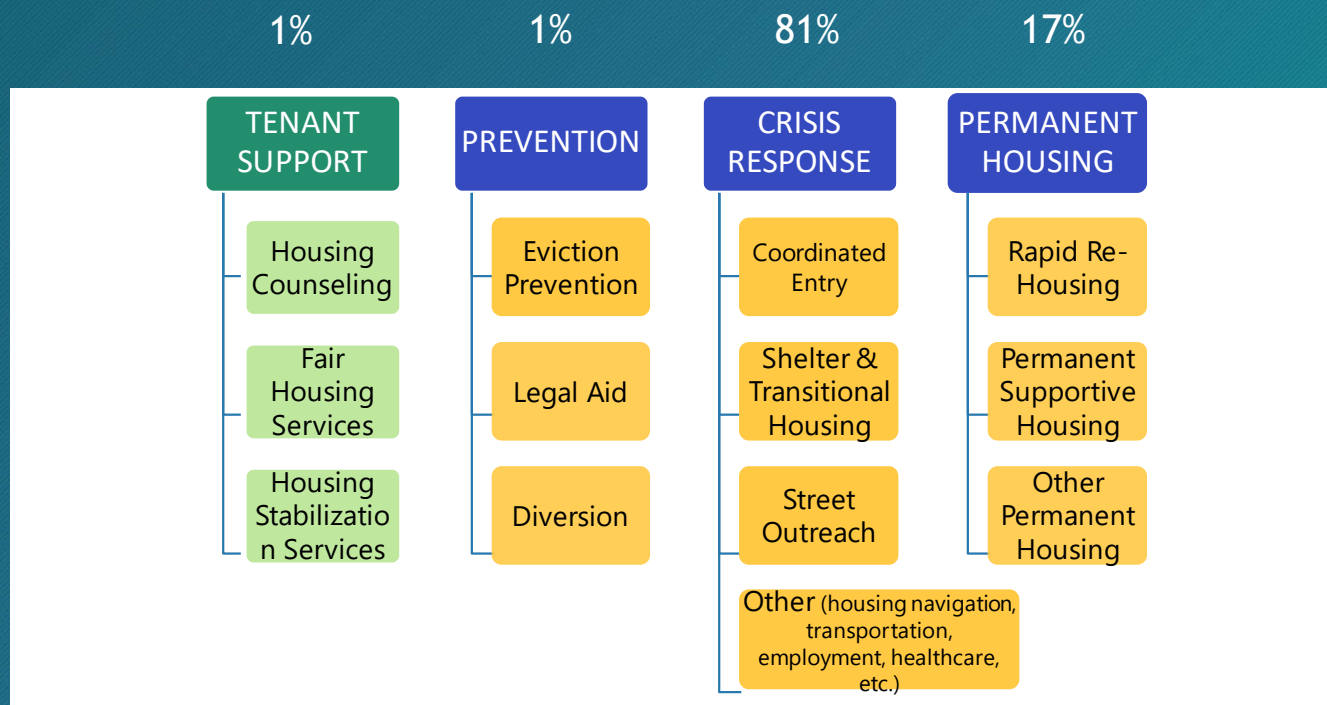 1%
1%
81%
17%
TENANT
SUPPORT
Housing
Counseling
Fair
Housing
Services
Housing
Stabilizatio
n Services
PREVENTION
Eviction
Prevention
Legal Aid
Diversion
CRISIS
RESPONSE
Coordinated
Entry
Shelter &
Transitional
Housing
Street
Outreach
Other (housing navigation,
transportation,
employment, healthcare,
etc.)
PERMANENT
HOUSING
Rapid Re-
Housing
Permanent
Supportive
Housing
Other
Permanent
Housing